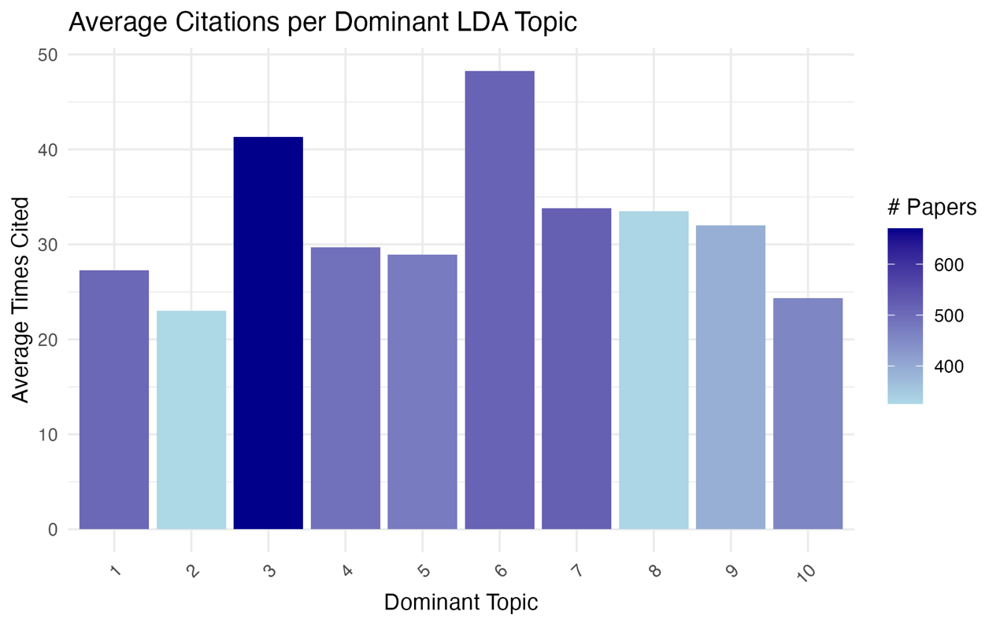 Average Citations per Dominant LDA Topic
Average Times Cited
50
40
30
20
10
0
1 2 3 4 5 6 7 8 9 10
Dominant Topic
# Papers
600
500
400